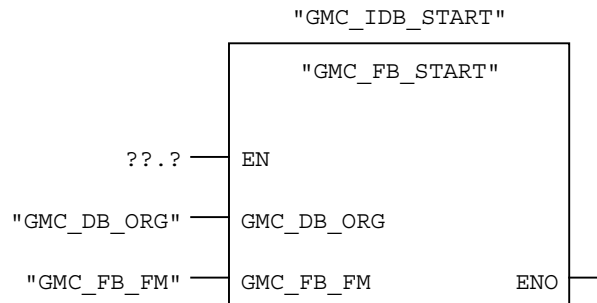 "GMC_IDB_START"
"GMC_FB_START"
??.? EN
"GMC_DB_ORG" GMC_DB_ORG
"GMC_FB_FM" GMC_FB_FM ENO